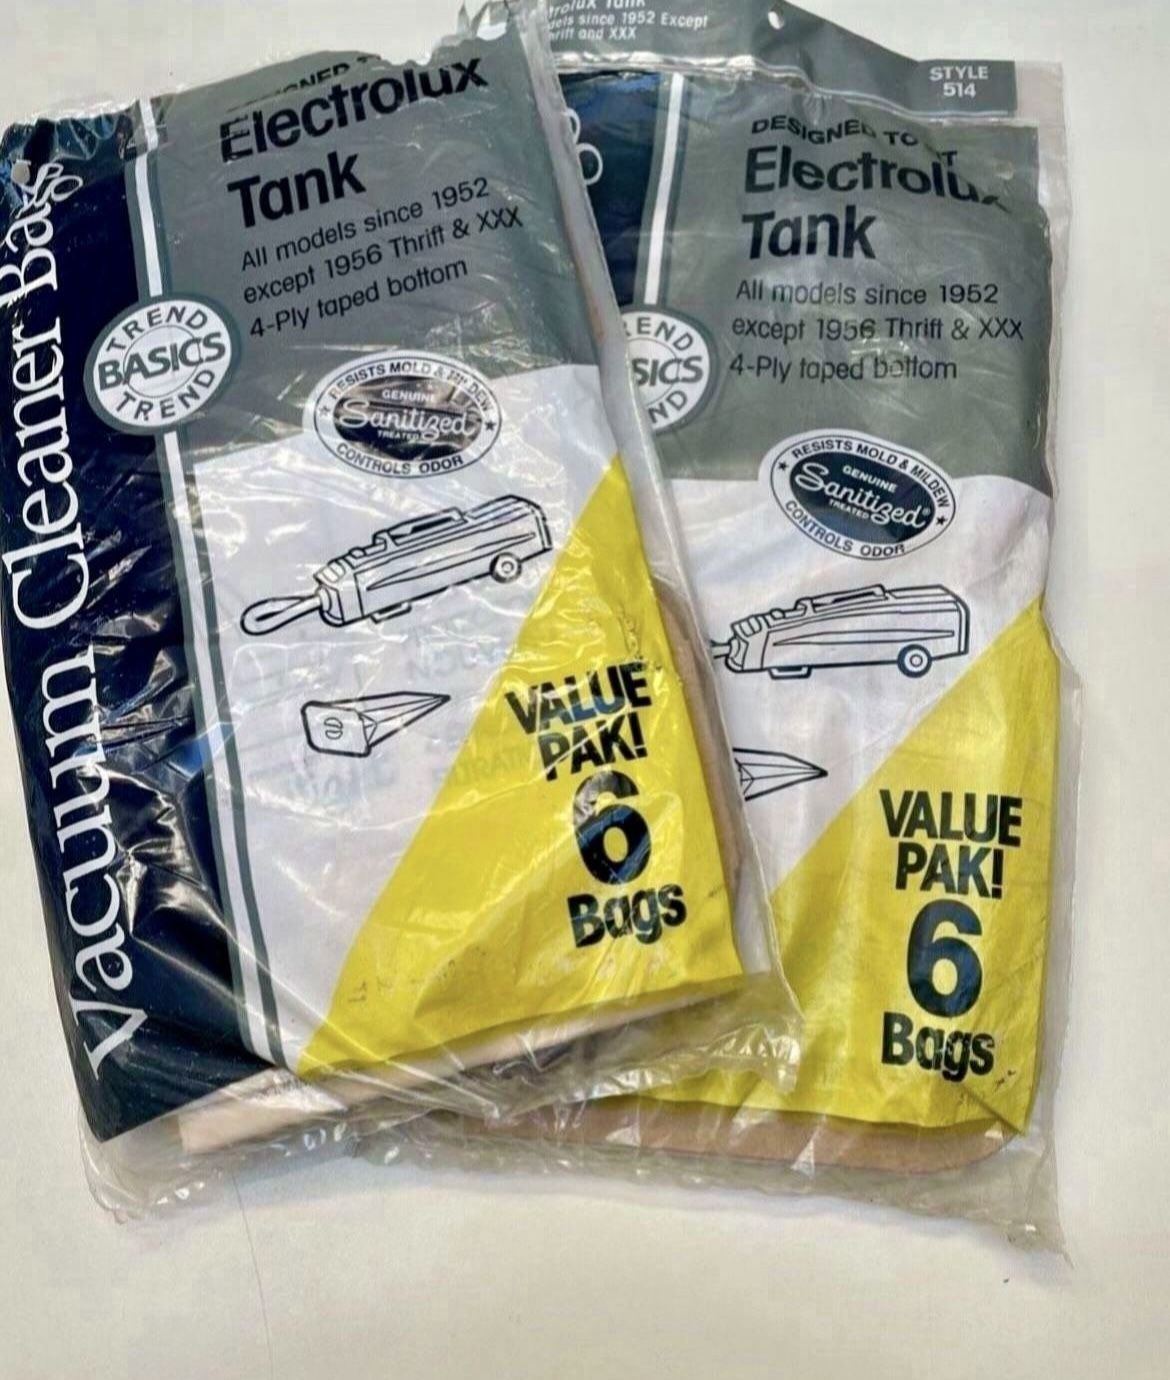 Vacuum Cleaner Bags
Electrolux
Tank
All models since 1952
except 1956 Thrift & XXX
4-Ply taped bottom
TREND
BASICS
TREND
RESISTS MOLD & MILDEW
GENUINE
Sanitized
TREATED
CONTROLS ODOR
VALUE
PAK!
6
Bags
since 1952 Except
and XXX
STYLE
514
DESIGNED TO
Electrolux
Tank
All models since 1952
except 1956 Thrift & XXX
4-Ply taped bottom
RESISTS MOLD & MILDEW
GENUINE
Sanitized®
TREATED
CONTROLS ODOR
VALUE
PAK!
6
Bags